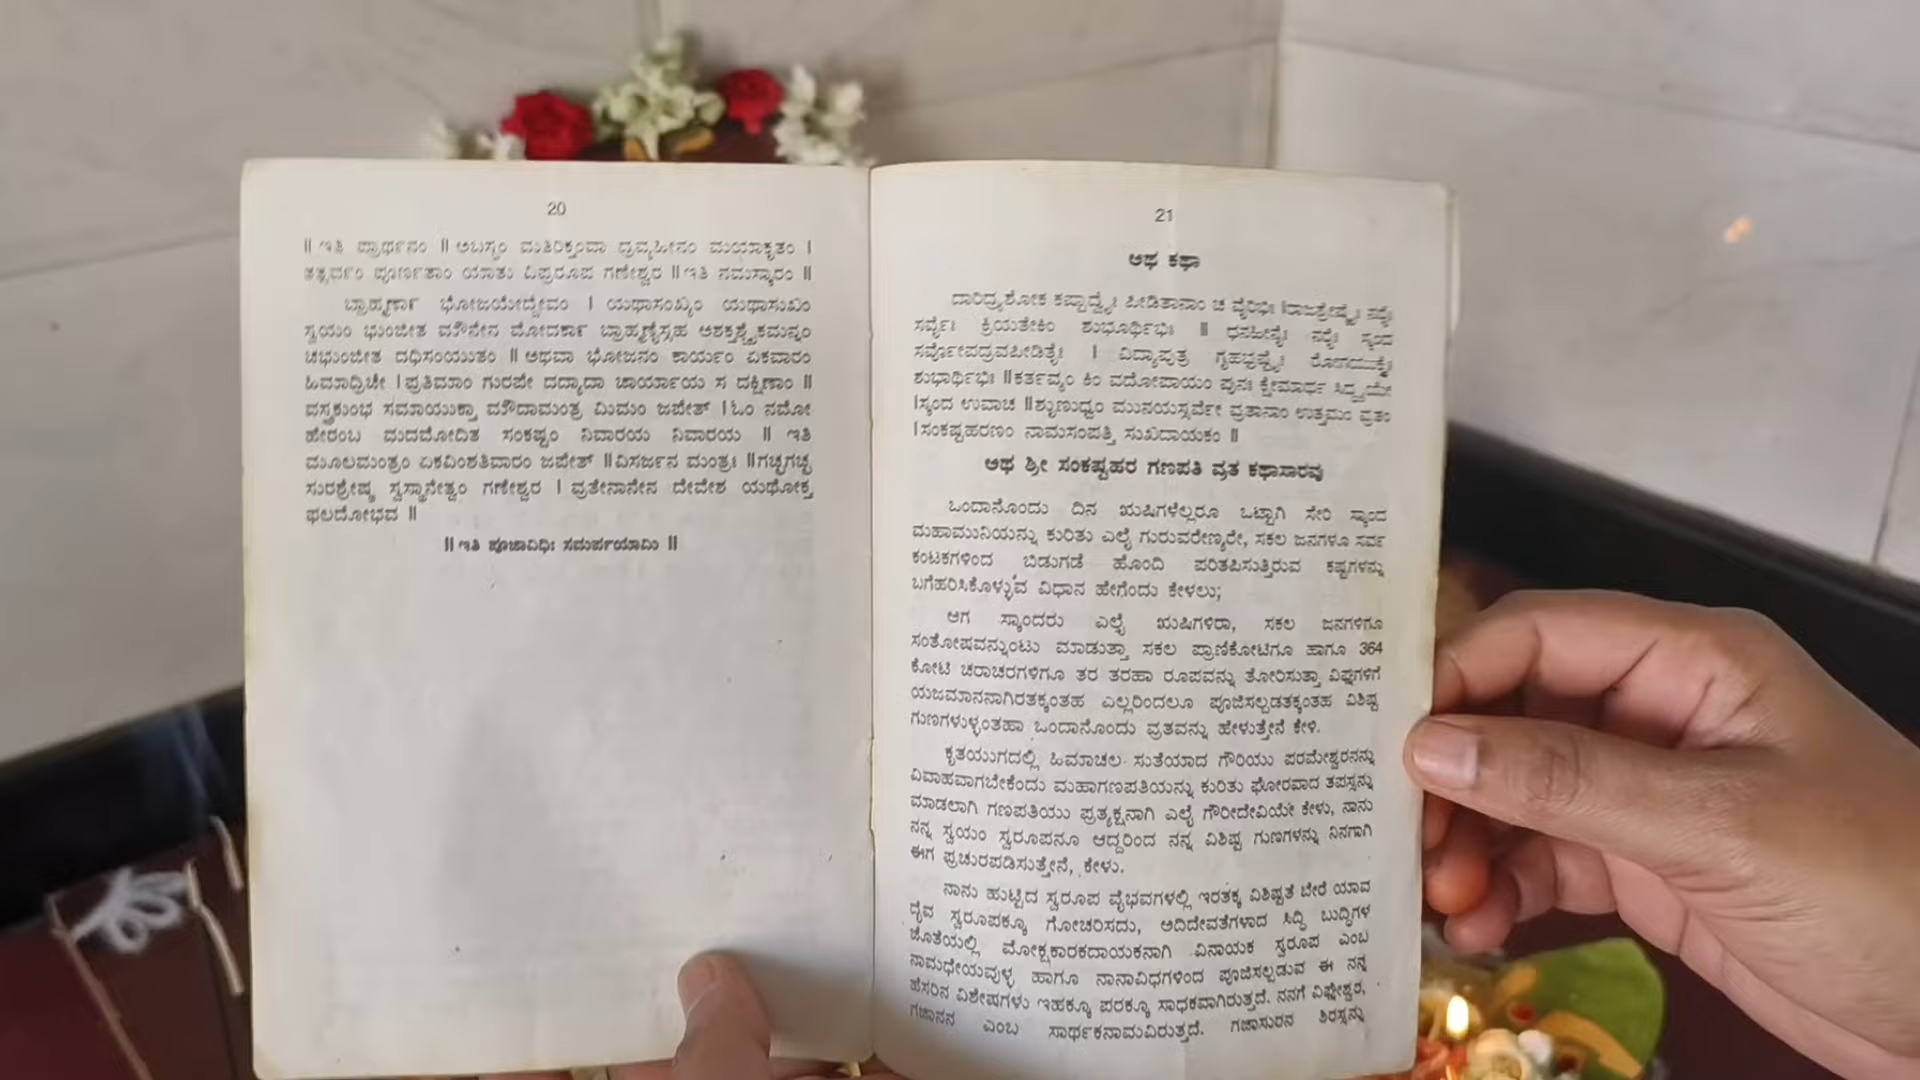 20
॥ ಇತಿ ಪ್ರಾರ್ಥನಂ ॥ ಅಬಸ್ಥಂ ಮತಿರಿಕ್ತಂವಾ ದ್ರವ್ಯಹೀನಂ ಮಯಾಕೃತಂ ।
ತತ್ಸರ್ವಂ ಪೂರ್ಣತಾಂ ಯಾತು ವಿಪ್ರರೂಪ ಗಣೇಶ್ವರ ॥ ಇತಿ ನಮಸ್ಕಾರಂ ॥
ಬ್ರಾಹ್ಮಣಾ ಭೋಜಯೇದ್ದೇವಂ । ಯಥಾಸಂಖ್ಯಂ ಯಥಾಸುಖಂ
ಸ್ವಯಂ ಭುಂಜೀತ ಮೌನೇನ ಮೋದರ್ಕಾ ಬ್ರಾಹ್ಮಣೈಸ್ಸಹ ಅಶಕ್ತಶ್ಚೈಕಮನ್ನಂ
ಚಭುಂಜೀತ ದಧಿಸಂಯುತಂ ॥ ಅಥವಾ ಭೋಜನಂ ಕಾರ್ಯಂ ಏಕವಾರಂ
ಹಿಮಾದ್ರಿಜೇ । ಪ್ರತಿಮಾಂ ಗುರವೇ ದದ್ಯಾದಾ ಚಾರ್ಯಾಯ ಸ ದಕ್ಷಿಣಾಂ ॥
ವಸ್ತ್ರಕುಂಭ ಸಮಾಯುಕ್ತಾ ಮೌದಾಮಂತ್ರ ಮಿಮಂ ಜಪೇತ್ । ಓಂ ನಮೋ
ಹೇರಂಬ ಮದಮೋದಿತ ಸಂಕಷ್ಟಂ ನಿವಾರಯ ನಿವಾರಯ ॥ ಇತಿ
ಮೂಲಮಂತ್ರಂ ಏಕವಿಂಶತಿವಾರಂ ಜಪೇತ್ ॥ ವಿಸರ್ಜನ ಮಂತ್ರಃ ॥ ಗಚ್ಛಗಚ್ಛ
ಸುರಶ್ರೇಷ್ಠ ಸ್ವಸ್ಥಾನೇತ್ವಂ ಗಣೇಶ್ವರ । ವ್ರತೇನಾನೇನ ದೇವೇಶ ಯಥೋಕ್ತ
ಫಲದೋಭವ ॥
॥ ಇತಿ ಪೂಜಾವಿಧಿಃ ಸಮರ್ಪಯಾಮಿ ॥
21
ಅಥ ಕಥಾ
ದಾರಿದ್ರ್ಯಶೋಕ ಕಷ್ಟಾದ್ಯೈಃ ಪೀಡಿತಾನಾಂ ಚ ವೈರಿಭಿಃ । ನರೈಃ
ಸರ್ವೈಃ ಕ್ರಿಯತೇಕಿಂ ಶುಭೂರ್ಥಿಭಿಃ ॥ ಧನಹೀನೈಃ ನರೈಃ ಸ್ಕಂದ
ಸರ್ವೋಪದ್ರವಪೀಡಿತೈಃ । ವಿದ್ಯಾಪುತ್ರ ಗೃಹಭ್ರಷ್ಟೈಃ
ಶುಭಾರ್ಥಿಭಿಃ ॥ ಕರ್ತವ್ಯಂ ಕಿಂ ವದೋಪಾಯಂ ಪುನಃ ಕ್ಷೇಮಾರ್ಥ ಸಿದ್ಧಯೇ
। ಸ್ಕಂದ ಉವಾಚ ॥ ಶೃಣುಧ್ವಂ ಮುನಯಸ್ಸರ್ವೇ ವ್ರತಾನಾಂ ಉತ್ತಮಂ ವ್ರತಂ
। ಸಂಕಷ್ಟಹರಣಂ ನಾಮಸಂಪತ್ತಿ ಸುಖದಾಯಕಂ ॥
ಅಥ ಶ್ರೀ ಸಂಕಷ್ಟಹರ ಗಣಪತಿ ವ್ರತ ಕಥಾಸಾರವು
ಒಂದಾನೊಂದು ದಿನ ಋಷಿಗಳೆಲ್ಲರೂ ಒಟ್ಟಾಗಿ ಸೇರಿ ಸ್ಕಾಂದ
ಮಹಾಮುನಿಯನ್ನು ಕುರಿತು ಎಲೈ ಗುರುವರೇಣ್ಯರೇ, ಸಕಲ ಜನಗಳೂ ಸರ್ವ
ಕಂಟಕಗಳಿಂದ ಬಿಡುಗಡೆ ಹೊಂದಿ ಪರಿತಪಿಸುತ್ತಿರುವ ಕಷ್ಟಗಳನ್ನು
ಬಗೆಹರಿಸಿಕೊಳ್ಳುವ ವಿಧಾನ ಹೇಗೆಂದು ಕೇಳಲು;
ಆಗ ಸ್ಕಾಂದರು ಎಲೈ ಋಷಿಗಳಿರಾ, ಸಕಲ ಜನಗಳಿಗೂ
ಸಂತೋಷವನ್ನುಂಟು ಮಾಡುತ್ತಾ ಸಕಲ ಪ್ರಾಣಿಕೋಟಿಗೂ ಹಾಗೂ 364
ಕೋಟಿ ಚರಾಚರಗಳಿಗೂ ತರ ತರಹಾ ರೂಪವನ್ನು ತೋರಿಸುತ್ತಾ ವಿಘ್ನಗಳಿಗೆ
ಯಜಮಾನನಾಗಿರತಕ್ಕಂತಹ ಎಲ್ಲರಿಂದಲೂ ಪೂಜಿಸಲ್ಪಡತಕ್ಕಂತಹ ವಿಶಿಷ್ಟ
ಗುಣಗಳುಳ್ಳಂತಹಾ ಒಂದಾನೊಂದು ವ್ರತವನ್ನು ಹೇಳುತ್ತೇನೆ ಕೇಳಿ.
ಕೃತಯುಗದಲ್ಲಿ ಹಿಮಾಚಲ ಸುತೆಯಾದ ಗೌರಿಯು ಪರಮೇಶ್ವರನನ್ನು
ವಿವಾಹವಾಗಬೇಕೆಂದು ಮಹಾಗಣಪತಿಯನ್ನು ಕುರಿತು ಘೋರವಾದ ತಪಸ್ಸನ್ನು
ಮಾಡಲಾಗಿ ಗಣಪತಿಯು ಪ್ರತ್ಯಕ್ಷನಾಗಿ ಎಲೈ ಗೌರೀದೇವಿಯೇ ಕೇಳು, ನಾನು
ನನ್ನ ಸ್ವಯಂ ಸ್ವರೂಪನೂ ಆದ್ದರಿಂದ ನನ್ನ ವಿಶಿಷ್ಟ ಗುಣಗಳನ್ನು ನಿನಗಾಗಿ
ಈಗ ಪ್ರಚುರಪಡಿಸುತ್ತೇನೆ, ಕೇಳು.
ನಾನು ಹುಟ್ಟಿದ ಸ್ವರೂಪ ವೈಭವಗಳಲ್ಲಿ ಇರತಕ್ಕ ವಿಶಿಷ್ಟತೆ ಬೇರೆ ಯಾವ
ದೈವ ಸ್ವರೂಪಕ್ಕೂ ಗೋಚರಿಸದು, ಅದಿದೇವತೆಗಳಾದ ಸಿದ್ಧಿ ಬುದ್ಧಿಗಳ
ಜೊತೆಯಲ್ಲಿ ಮೋಕ್ಷಕಾರಕದಾಯಕನಾಗಿ ವಿನಾಯಕ ಸ್ವರೂಪ ಎಂಬ
ನಾಮಧೇಯವುಳ್ಳ ಹಾಗೂ ನಾನಾವಿಧಗಳಿಂದ ಪೂಜಿಸಲ್ಪಡುವ ಈ ನನ್ನ
ಹೆಸರಿನ ವಿಶೇಷಗಳು ಇಹಕ್ಕೂ ಪರಕ್ಕೂ ಸಾಧಕವಾಗಿರುತ್ತದೆ. ನನಗೆ ವಿಘ್ನೇಶ್ವರ,
ಗಜಾನನ ಎಂಬ ಸಾರ್ಥಕನಾಮವಿರುತ್ತದೆ. ಗಜಾಸುರನ ಶಿರಸ್ಸನ್ನು